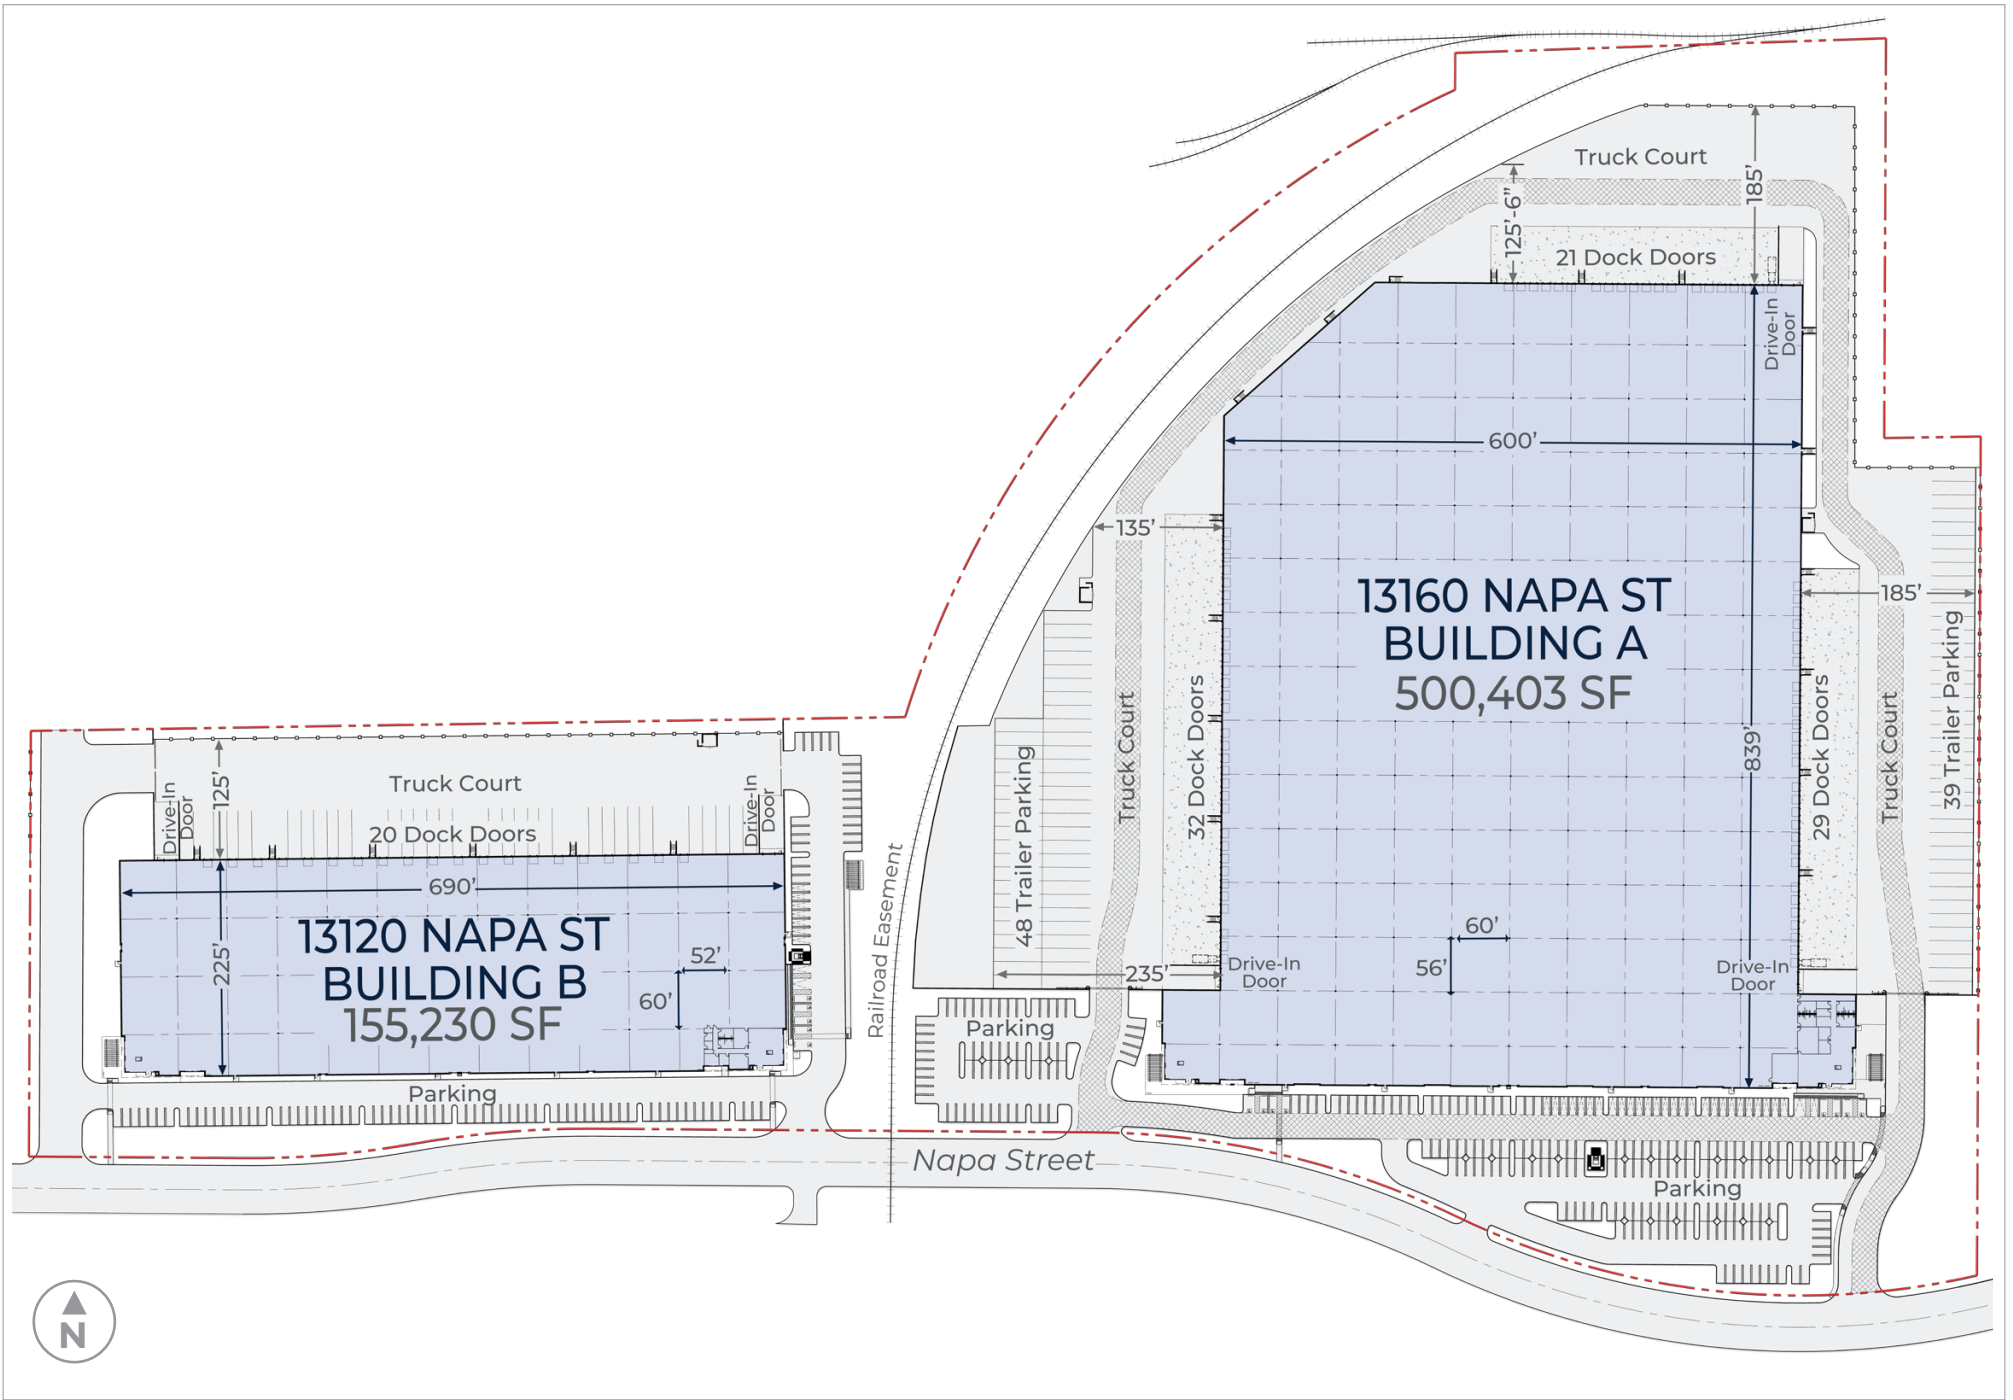 Truck Court
185'
125'-6"
21 Dock Doors
Drive-In
Door
600'
135'
13160 NAPA ST
BUILDING A
500,403 SF
185'
39 Trailer Parking
Truck Court
29 Dock Doors
839'
32 Dock Doors
Truck Court
48 Trailer Parking
60'
56'
235'
Drive-In
Door
Drive-In
Door
Parking
Railroad Easement
125'
Truck Court
Drive-In
Door
Drive-In
Door
20 Dock Doors
690'
13120 NAPA ST
BUILDING B
155,230 SF
225'
52'
60'
Parking
Napa Street
Parking
N